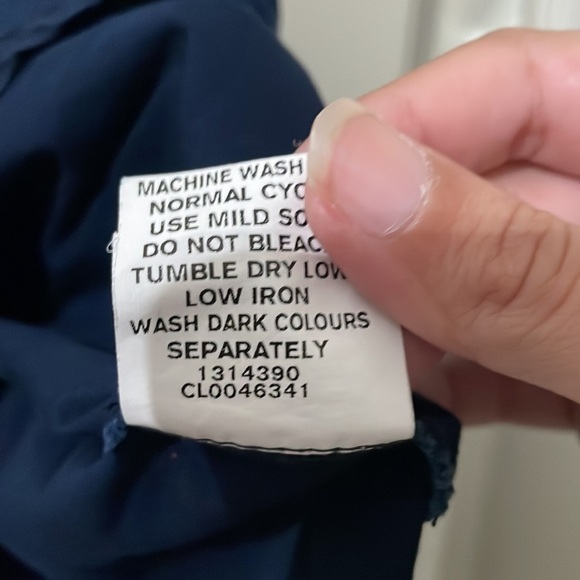 MACHINE WASH
NORMAL CYC
USE MILD SO
DO NOT BLEAC
TUMBLE DRY LOW
LOW IRON
WASH DARK COLOURS
SEPARATELY
1314390
CL0046341